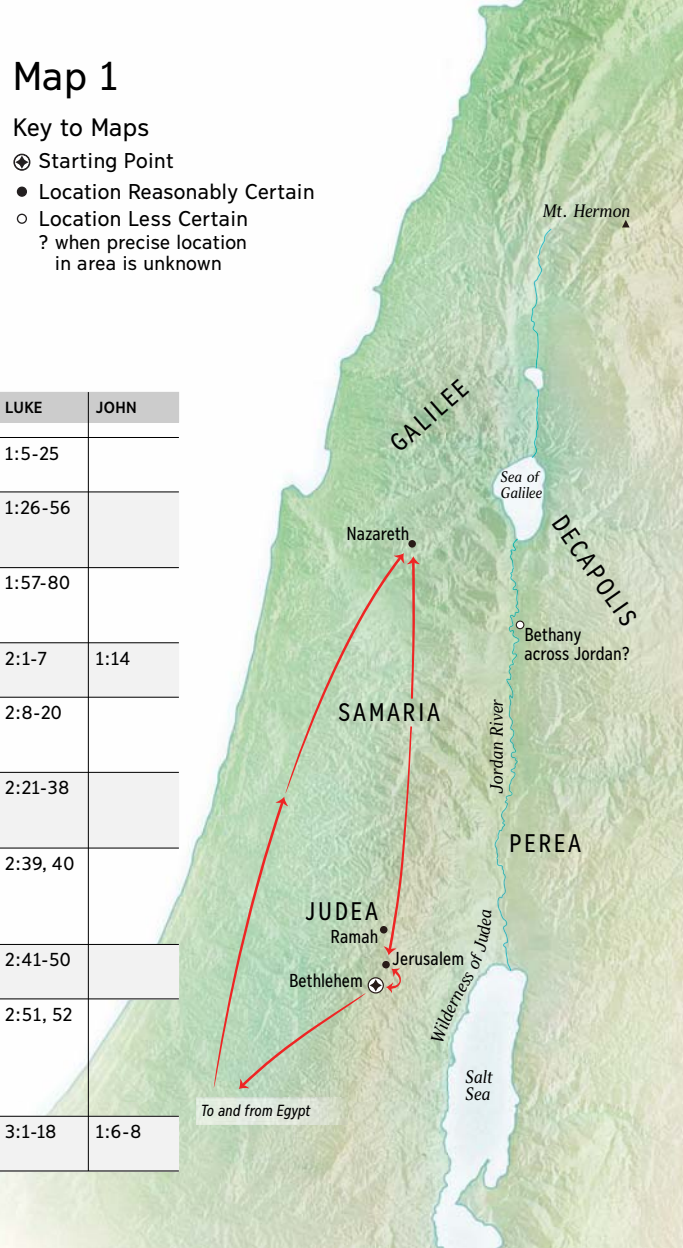 Map 1
Key to Maps
Starting Point
Location Reasonably Certain
Location Less Certain
? when precise location
in area is unknown
LUKE JOHN
1:5-25
1:26-56
1:57-80
2:1-7 1:14
2:8-20
2:21-38
2:39, 40
2:41-50
2:51, 52
3:1-18 1:6-8
Mt. Hermon
GALILEE
Sea of
Galilee
Nazareth
DECAPOLIS
Bethany
across Jordan?
SAMARIA
Jordan River
PEREA
JUDEA
Ramah
Jerusalem
Bethlehem
Wilderness of Judea
Salt
Sea
To and from Egypt